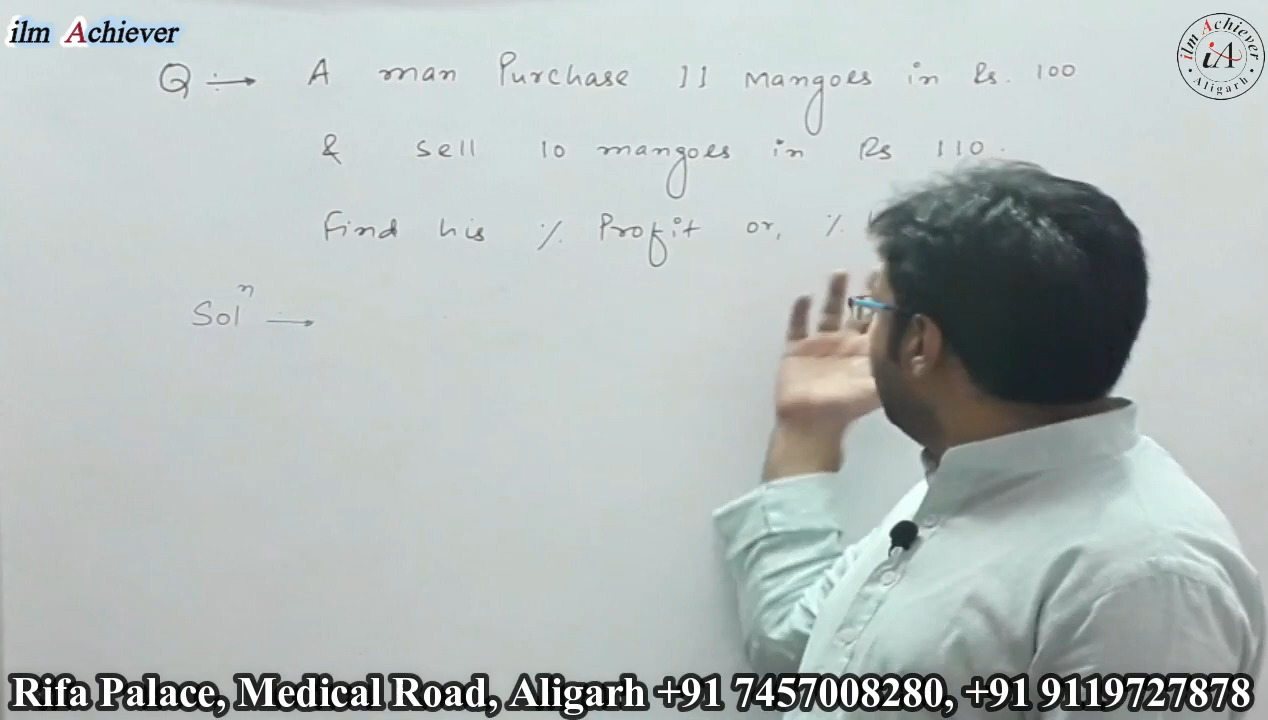 ilm Achiever
Q:→ A man Purchase 11 Mangoes in Rs. 100
& sell 10 mangoes in Rs 110.
Find his % Profit or, %
Solⁿ →
ilm Achiever
iA
• Aligarh •
Rifa Palace, Medical Road, Aligarh +91 7457008280, +91 9119727878